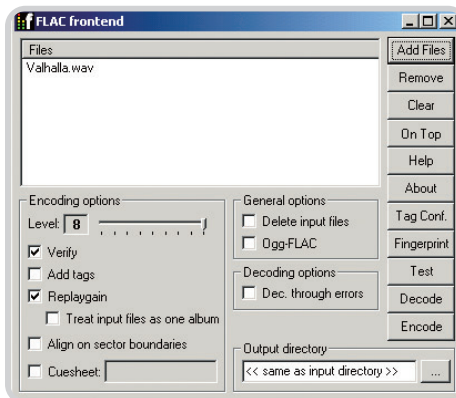 FLAC frontend
Files
Valhalla.wav
Add Files
Remove
Clear
On Top
Help
About
Tag Conf.
Fingerprint
Test
Decode
Encode
Encoding options
Level: 8
Verify
Add tags
Replaygain
Treat input files as one album
Align on sector boundaries
Cuesheet:
General options
Delete input files
Ogg-FLAC
Decoding options
Dec. through errors
Output directory
<< same as input directory >>
...